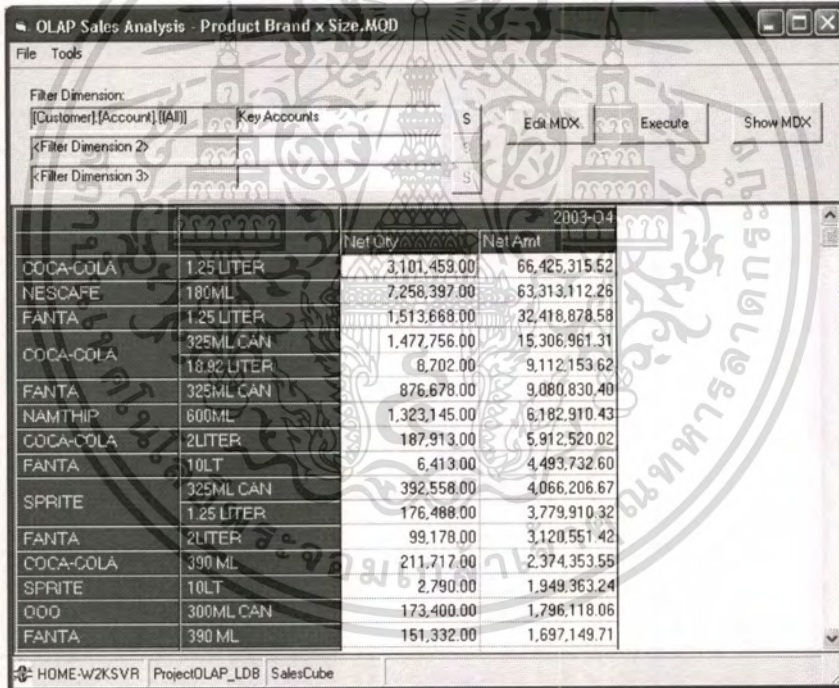 OLAP Sales Analysis - Product Brand x Size.MQD
File Tools
Filter Dimension:
[Customer].[Account].[(All)] Key Accounts S Edit MDX Execute Show MDX
<Filter Dimension 2> S
<Filter Dimension 3> S
2003-Q4
Net Qty Net Amt
COCA-COLA 1.25 LITER 3,101,459.00 66,425,315.52
NESCAFE 180ML 7,258,397.00 63,313,112.26
FANTA 1.25 LITER 1,513,668.00 32,418,878.58
COCA-COLA 325ML CAN 1,477,756.00 15,306,961.31
18.92 LITER 8,702.00 9,112,153.62
FANTA 325ML CAN 876,678.00 9,080,830.40
NAMTHIP 600ML 1,323,145.00 6,182,910.43
COCA-COLA 2LITER 187,913.00 5,912,520.02
FANTA 10LT 6,413.00 4,493,732.60
SPRITE 325ML CAN 392,558.00 4,066,206.67
1.25 LITER 176,488.00 3,779,910.32
FANTA 2LITER 99,178.00 3,120,551.42
COCA-COLA 390 ML 211,717.00 2,374,353.55
SPRITE 10LT 2,790.00 1,949,363.24
OOO 300ML CAN 173,400.00 1,796,118.06
FANTA 390 ML 151,332.00 1,697,149.71
HOME-W2KSVR ProjectOLAP_LDB SalesCube